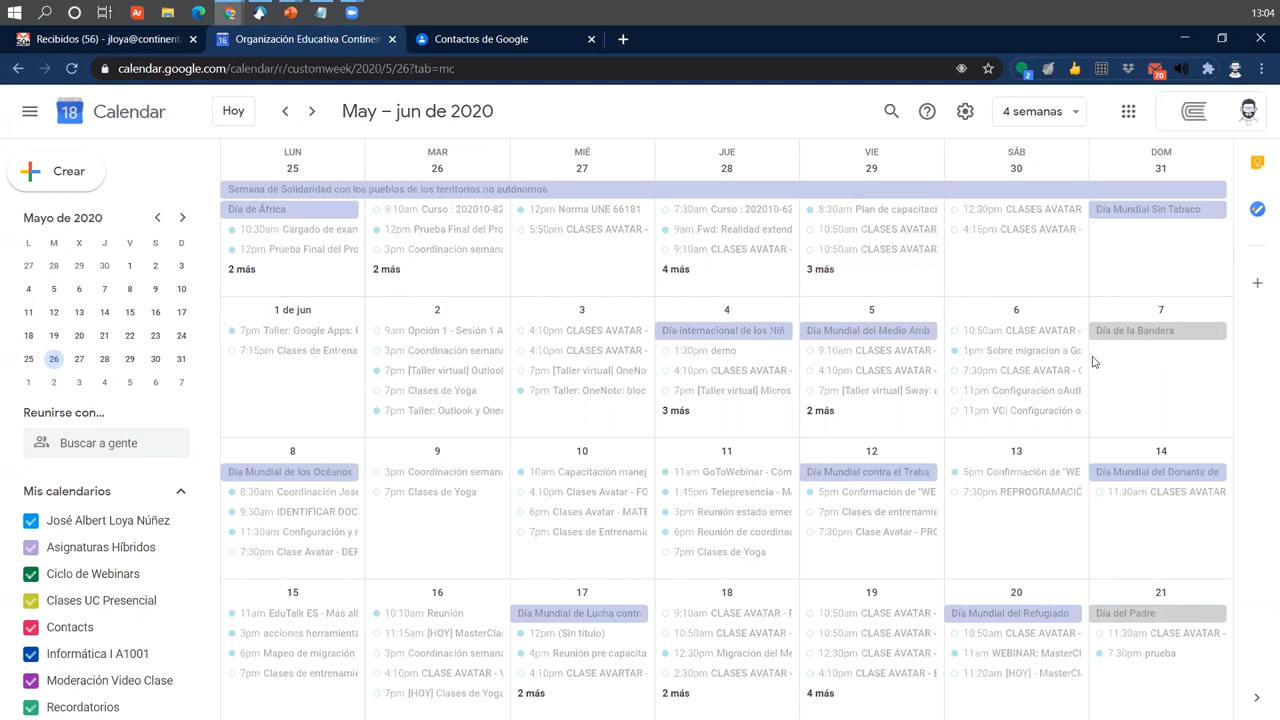 13:04
Recibidos (56) - jloya@continent
Organización Educativa Continen
Contactos de Google
calendar.google.com/calendar/r/customweek/2020/5/26?tab=mc
2
70
18
Calendar
Hoy
May – jun de 2020
4 semanas
Crear
Mayo de 2020
L M X J V S D
27 28 29 30 1 2 3
4 5 6 7 8 9 10
11 12 13 14 15 16 17
18 19 20 21 22 23 24
25 26 27 28 29 30 31
1 2 3 4 5 6 7
Reunirse con...
Buscar a gente
Mis calendarios
José Albert Loya Núñez
Asignaturas Híbridos
Ciclo de Webinars
Clases UC Presencial
Contacts
Informática I A1001
Moderación Video Clase
Recordatorios
LUN MAR MIÉ JUE VIE SÁB DOM
25 26 27 28 29 30 31
Semana de Solidaridad con los pueblos de los territorios no autónomos
Día de África
10:30am Cargado de exam
12pm Prueba Final del Pro
2 más
9:10am Curso : 202010-82
12pm Prueba Final del Pro
3pm Coordinación semana
2 más
12pm Norma UNE 66181
5:50pm CLASES AVATAR -
7:30am Curso : 202010-62
9am Fwd: Realidad extend
9:10am CLASES AVATAR
4 más
8:30am Plan de capacitaci
10:50am CLASES AVATAR
10:50am CLASES AVATAR
3 más
12:30pm CLASES AVATAR
4:15pm CLASES AVATAR -
Día Mundial Sin Tabaco
1 de jun 2 3 4 5 6 7
7pm Taller: Google Apps: I
7:15pm Clases de Entrena
9am Opción 1 - Sesión 1 A
3pm Coordinación semana
7pm [Taller virtual] Outlool
7pm Clases de Yoga
7pm Taller: Outlook y One
4:10pm CLASES AVATAR -
4:10pm CLASES AVATAR -
7pm [Taller virtual] OneNo
7pm Taller: OneNote: bloc
Día internacional de los Niñ
1:30pm demo
4:10pm CLASES AVATAR -
7pm [Taller virtual] Micros
3 más
Día Mundial del Medio Amb
9:10am CLASES AVATAR -
4:10pm CLASES AVATAR -
7pm [Taller virtual] Sway:
2 más
10:50am CLASE AVATAR -
1pm Sobre migracion a Go
7:30pm CLASE AVATAR -
11pm Configuración oAuth
11pm VC| Configuración o
Día de la Bandera
8 9 10 11 12 13 14
Día Mundial de los Océanos
8:30am Coordinación Jose
9:30am IDENTIFICAR DOC
11:30am Configuración y r
7:30pm Clase Avatar - DEF
3pm Coordinación semana
7pm Clases de Yoga
10am Capacitación manej
4:10pm Clases Avatar - FO
6pm Clases Avatar - MATE
7pm Clases de Entrenamie
11am GoToWebinar - Cóm
1:45pm Telepresencia - Ma
3pm Reunión estado emer
6pm Reunión de coordinac
7pm Clases de Yoga
Día Mundial contra el Traba
5pm Confirmación de "WE
7pm Clases de entrenamie
7:30pm Clase Avatar - PRO
5pm Confirmación de "WE
7:30pm REPROGRAMACIÓ
Día Mundial del Donante de
11:30am CLASES AVATAR
15 16 17 18 19 20 21
11am EduTalk ES - Más all
3pm acciones herramienta
6pm Mapeo de migración
7pm Clases de entrenamie
10:10am Reunión
11:15am [HOY] MasterCla
3pm Coordinación semana
4:10pm CLASE AVATAR - V
7pm [HOY] Clases de Yoga
Día Mundial de Lucha contr
12pm (Sin título)
4pm Reunión pre capacita
4:10pm CLASE AVARTAR -
2 más
9:10am CLASE AVATAR - F
10:50am CLASE AVATAR -
12:30pm Migración del Me
2:30pm CLASES AVATAR -
2 más
10:50am CLASE AVATAR -
10:50am CLASE AVATAR -
12:30pm CLASE AVATAR -
4:10pm CLASE AVATAR - E
4 más
Día Mundial del Refugiado
10:50am CLASE AVATAR -
11am WEBINAR: MasterCl
11:20am [HOY] - MasterCla
Día del Padre
11:30am CLASE AVATAR -
7:30pm prueba